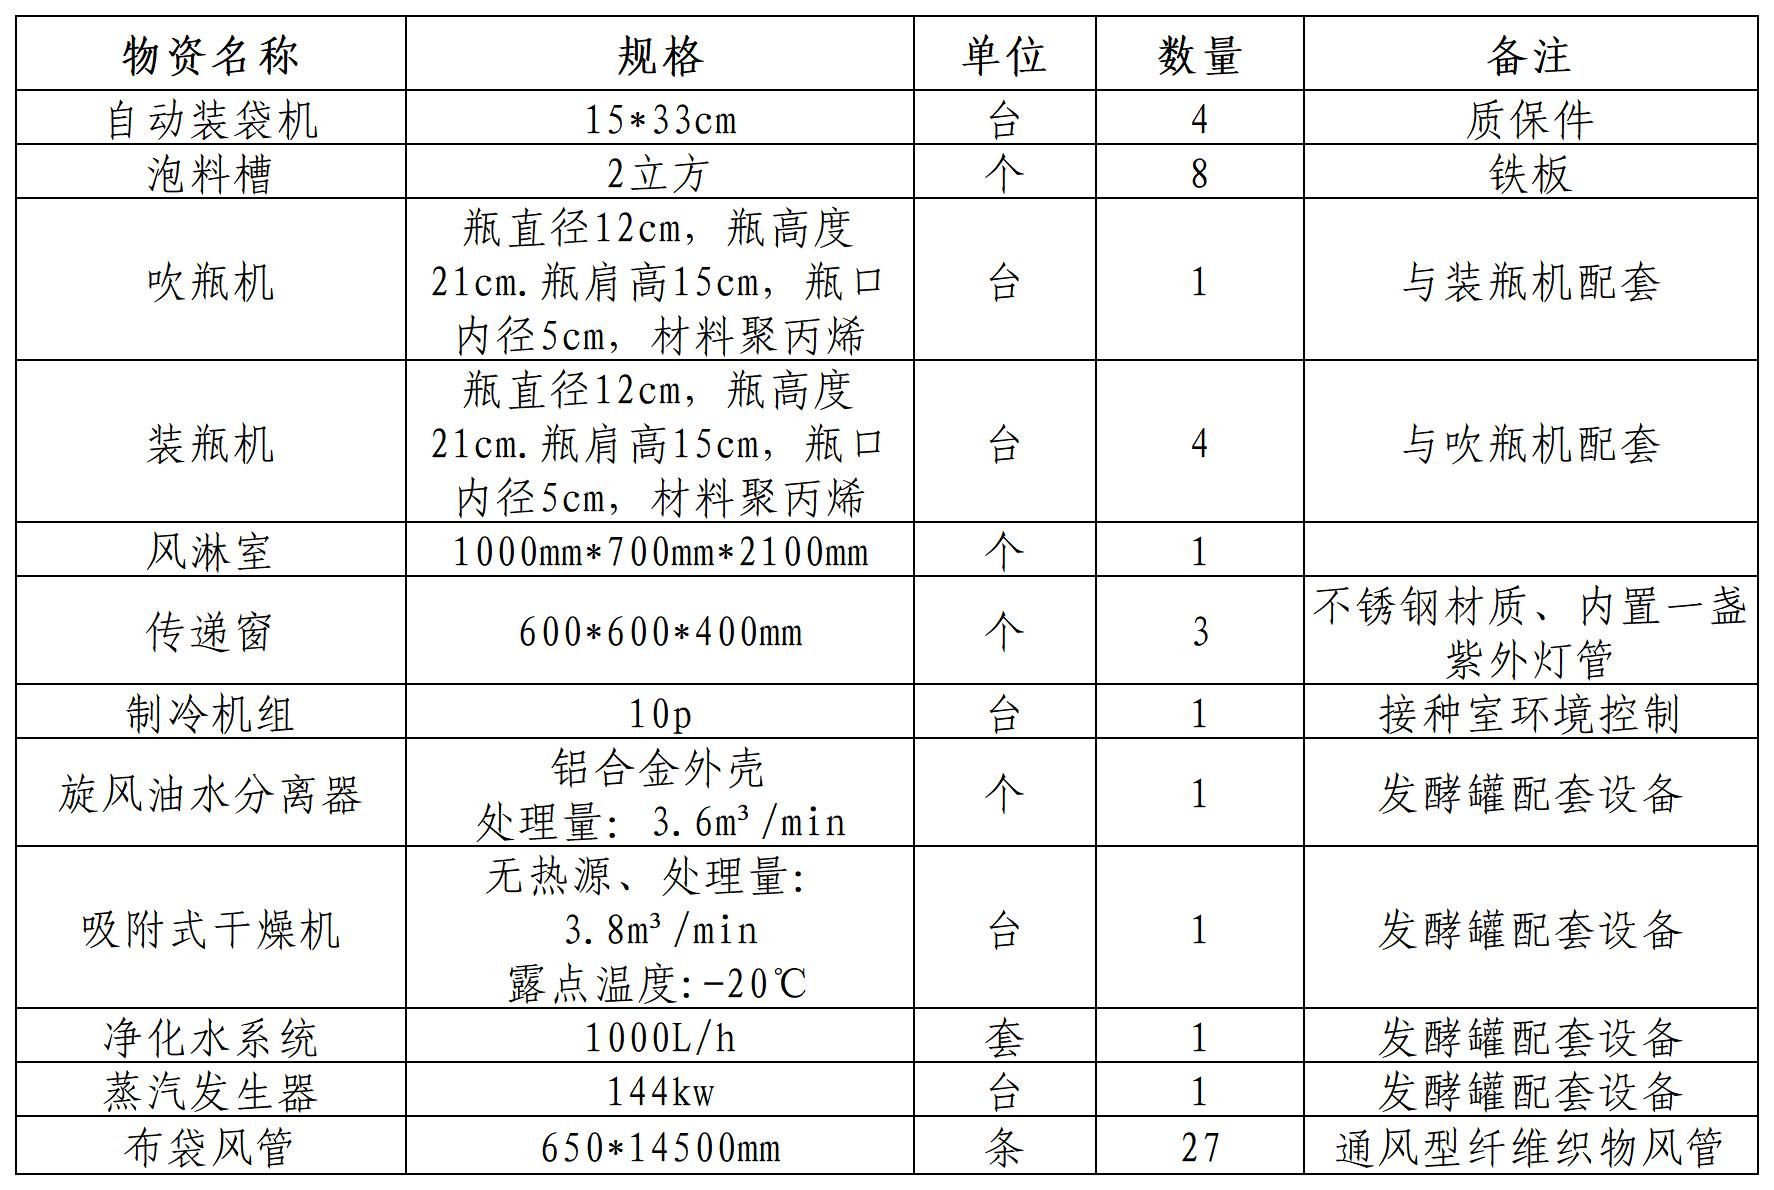 物资名称 规格 单位 数量 备注
自动装袋机 15*33cm 台 4 质保件
泡料槽 2立方 个 8 铁板
瓶直径12cm，瓶高度
吹瓶机 21cm.瓶肩高15cm，瓶口 台 1 与装瓶机配套
内径5cm，材料聚丙烯
瓶直径12cm，瓶高度
装瓶机 21cm.瓶肩高15cm，瓶口 台 4 与吹瓶机配套
内径5cm，材料聚丙烯
风淋室 1000mm*700mm*2100mm 个 1
传递窗 600*600*400mm 个 3 不锈钢材质、内置一盏
紫外灯管
制冷机组 10p 台 1 接种室环境控制
旋风油水分离器 铝合金外壳 个 1 发酵罐配套设备
处理量：3.6m³/min
无热源、处理量：
吸附式干燥机 3.8m³/min 台 1 发酵罐配套设备
露点温度:-20℃
净化水系统 1000L/h 套 1 发酵罐配套设备
蒸汽发生器 144kw 台 1 发酵罐配套设备
布袋风管 650*14500mm 条 27 通风型纤维织物风管